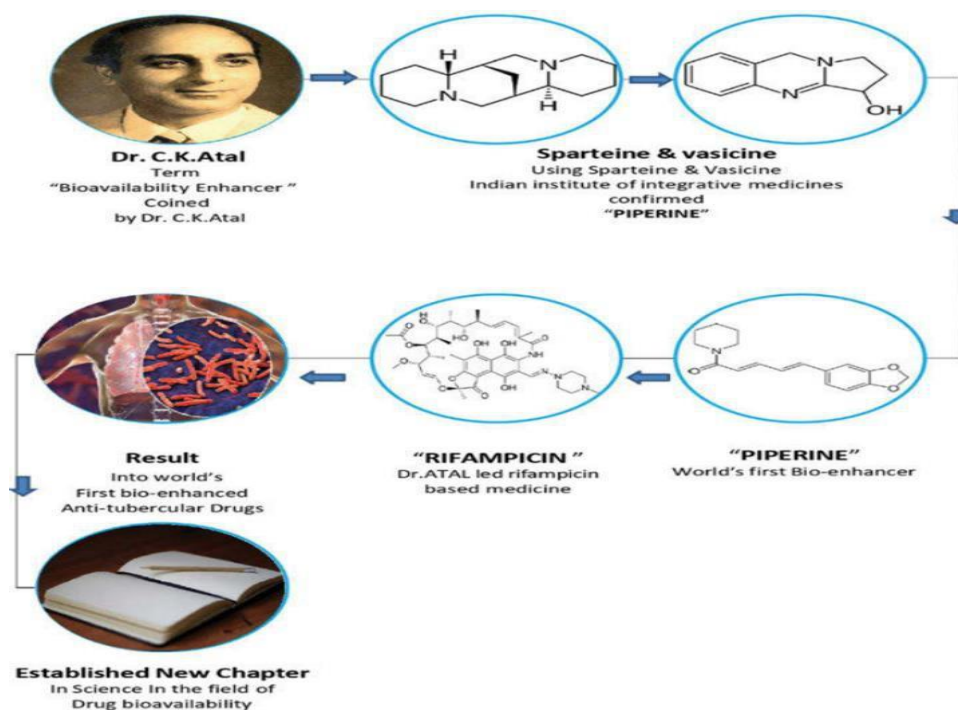 Dr. C.K.Atal
Term
“Bioavailability Enhancer ”
Coined
by Dr. C.K.Atal
H
N
N
H
N
N
OH
Sparteine & vasicine
Using Sparteine & Vasicine
Indian institute of integrative medicines
confirmed
“PIPERINE”
Result
Into world’s
First bio-enhanced
Anti-tubercular Drugs
“RIFAMPICIN ”
Dr.ATAL led rifampicin
based medicine
N
O
O
O
“PIPERINE”
World’s first Bio-enhancer
Established New Chapter
In Science In the field of
Drug bioavailability